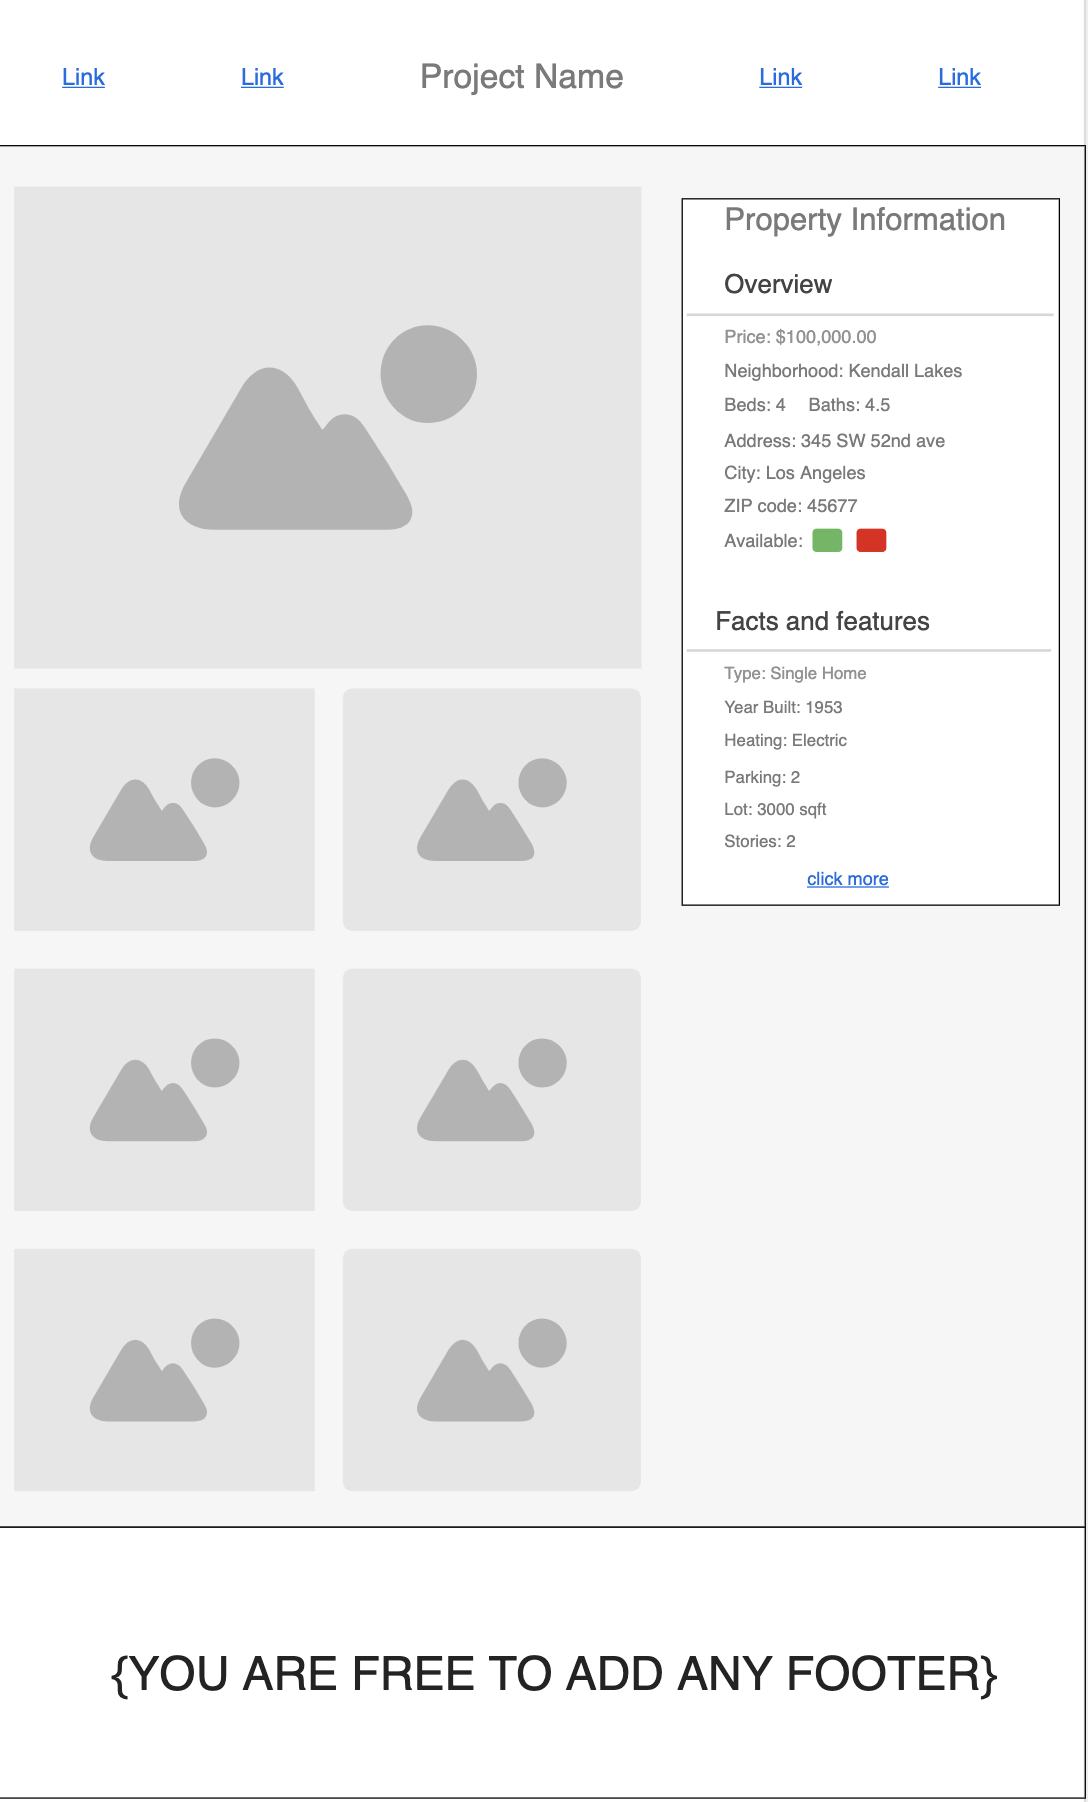 Link Link Project Name Link Link
Property Information
Overview
Price: $100,000.00
Neighborhood: Kendall Lakes
Beds: 4 Baths: 4.5
Address: 345 SW 52nd ave
City: Los Angeles
ZIP code: 45677
Available:
Facts and features
Type: Single Home
Year Built: 1953
Heating: Electric
Parking: 2
Lot: 3000 sqft
Stories: 2
click more
{YOU ARE FREE TO ADD ANY FOOTER}